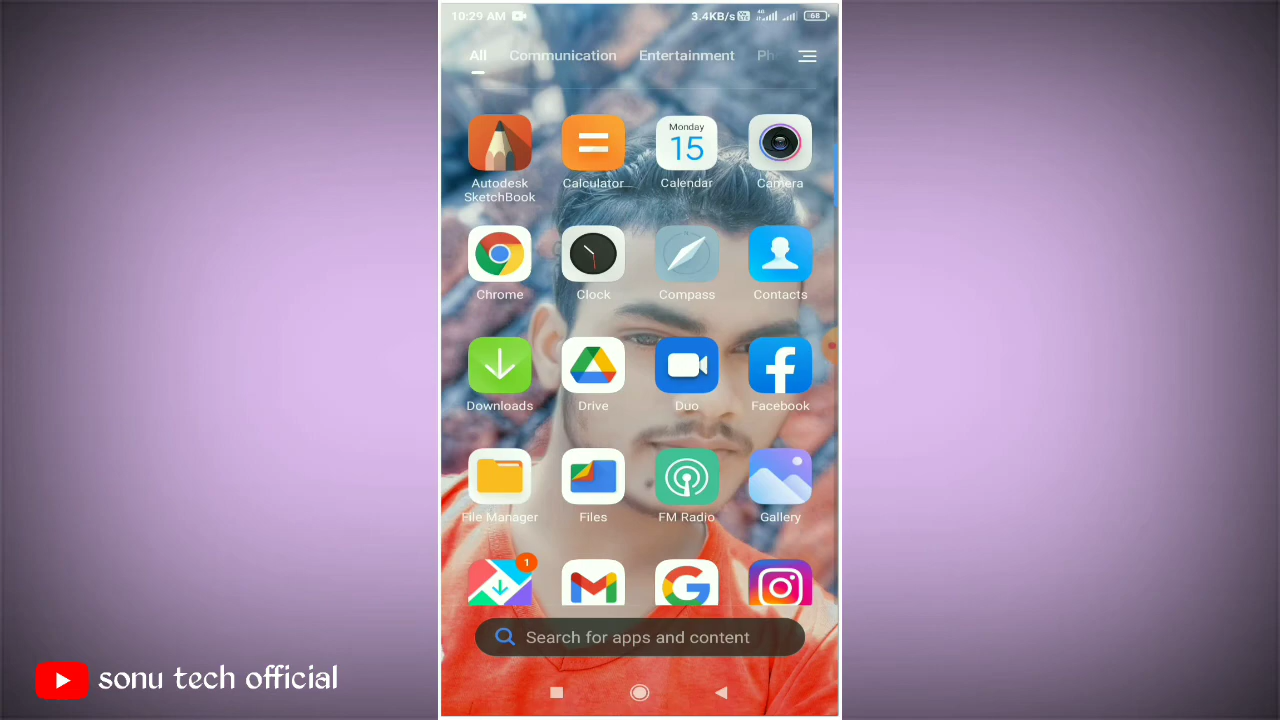 10:29 AM 3.4KB/s 4G 68
All Communication Entertainment Ph
Monday
15
Autodesk SketchBook Calculator... Calendar Camera
Chrome Clock Compass Contacts
Downloads Drive Duo Facebook
File Manager Files FM Radio Gallery
1
Search for apps and content
sonu tech official